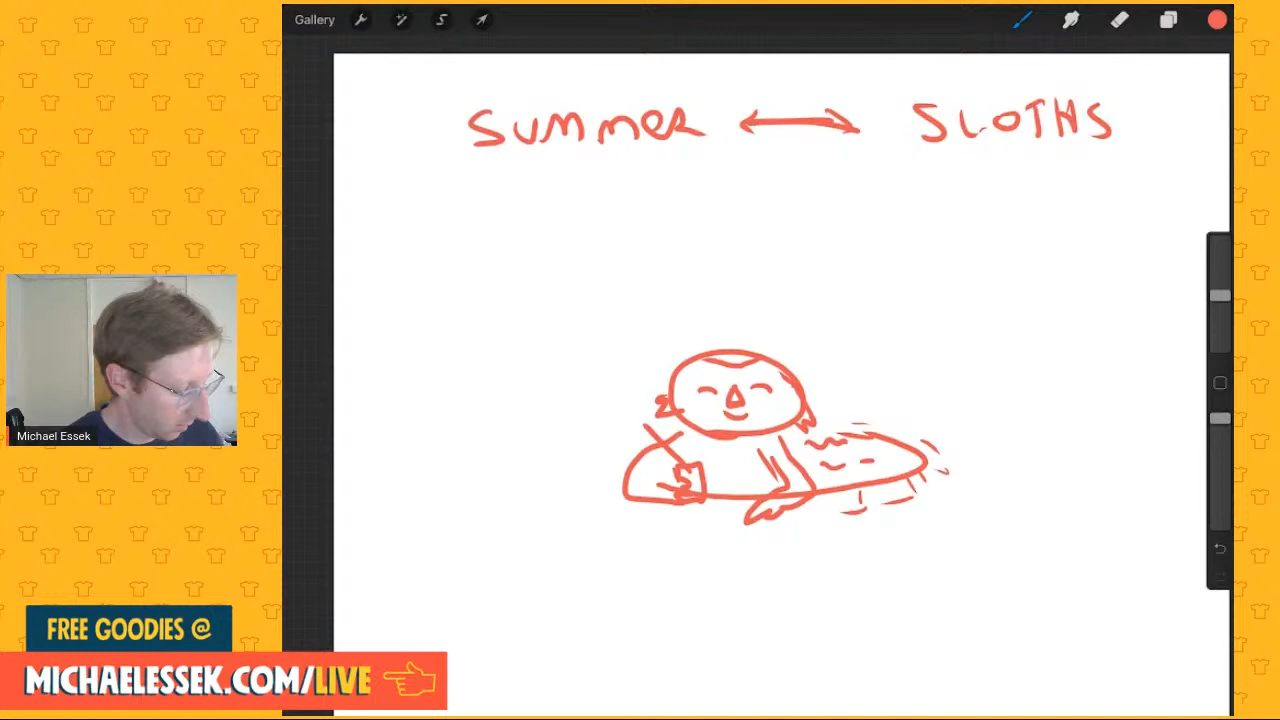 Gallery
SUMMER ↔ SLOTHS
Michael Essek
FREE GOODIES @
MICHAELESSEK.COM/LIVE